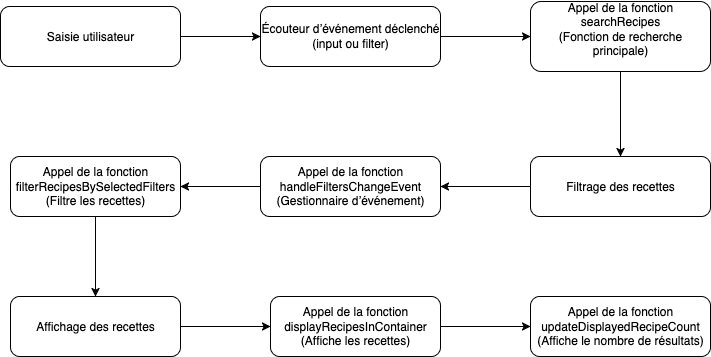 Saisie utilisateur
Écouteur d'événement déclenché
(input ou filter)
Appel de la fonction
searchRecipes
(Fonction de recherche
principale)
Appel de la fonction
filterRecipesBySelectedFilters
(Filtre les recettes)
Appel de la fonction
handleFiltersChangeEvent
(Gestionnaire d'événement)
Filtrage des recettes
Affichage des recettes
Appel de la fonction
displayRecipesInContainer
(Affiche les recettes)
Appel de la fonction
updateDisplayedRecipeCount
(Affiche le nombre de résultats)